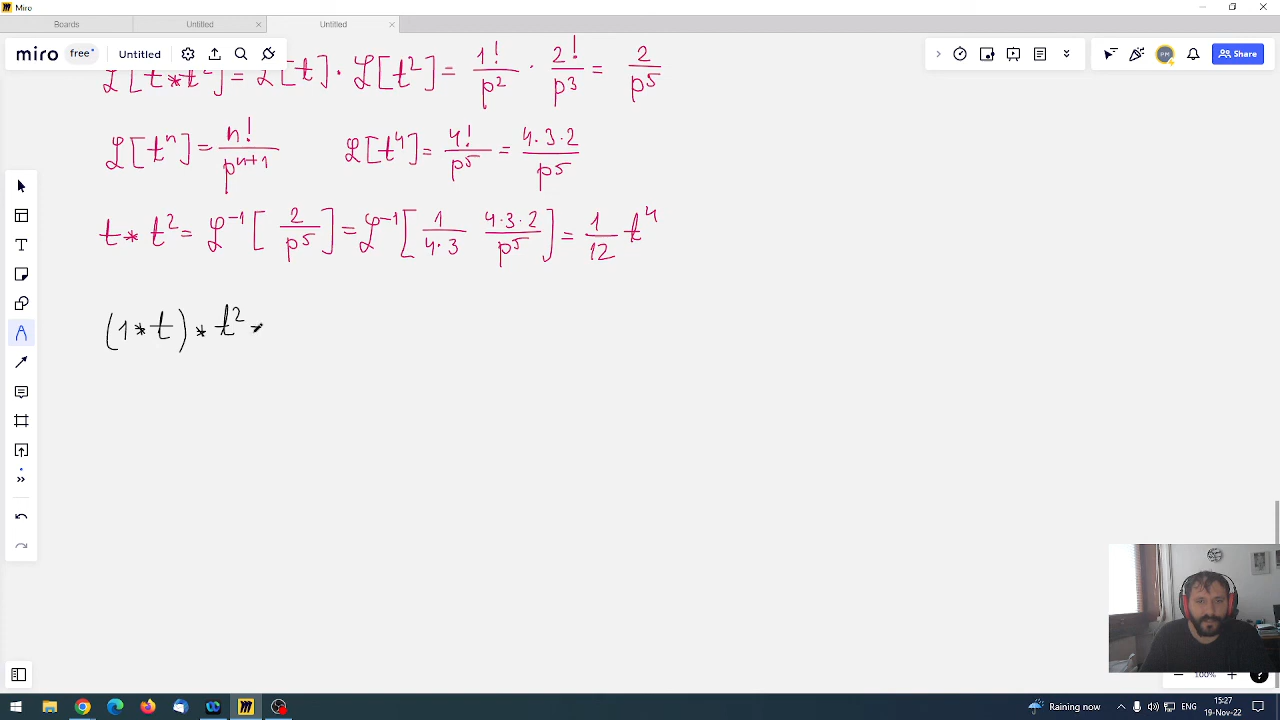 Miro
Boards Untitled Untitled
miro free Untitled Share
ℒ[t*t²] = ℒ[t]·ℒ[t²] = 1!/p² · 2!/p³ = 2/p⁵
ℒ[tⁿ] = n!/pⁿ⁺¹ ℒ[t⁴] = 4!/p⁵ = 4·3·2/p⁵
t*t² = ℒ⁻¹[2/p⁵] = ℒ⁻¹[1/4·3 4·3·2/p⁵] = 1/12 t⁴
(1*t)*t² =
100%
Raining now ENG 15:27
19-Nov-22